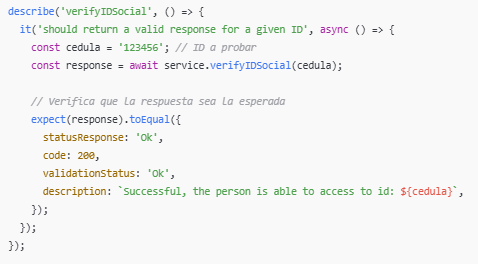 describe('verifyIDSocial', () => {
  it('should return a valid response for a given ID', async () => {
    const cedula = '123456'; // ID a probar
    const response = await service.verifyIDSocial(cedula);

    // Verifica que la respuesta sea la esperada
    expect(response).toEqual({
      statusResponse: 'Ok',
      code: 200,
      validationStatus: 'Ok',
      description: `Successful, the person is able to access to id: ${cedula}`,
    });
  });
});